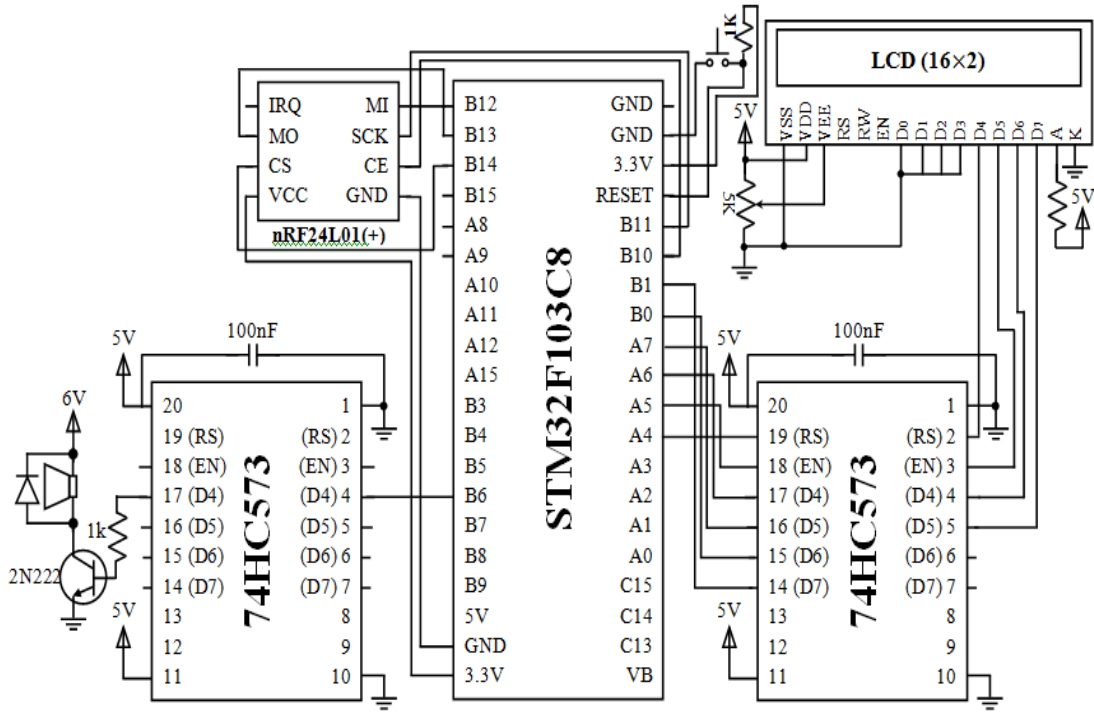 1K
LCD (16×2)
5V
VSS
VDD
VEE
RS
RW
EN
D0
D1
D2
D3
D4
D5
D6
D7
A
K
5K
5V
IRQ MI
MO SCK
CS CE
VCC GND
nRF24L01(+)
STM32F103C8
B12 GND
B13 GND
B14 3.3V
B15 RESET
A8 B11
A9 B10
A10 B1
A11 B0
A12 A7
A15 A6
B3 A5
B4 A4
B5 A3
B6 A2
B7 A1
B8 A0
B9 C15
5V C14
GND C13
3.3V VB
100nF
5V
6V
1k
2N222
5V
74HC573
20 1
19 (RS) (RS) 2
18 (EN) (EN) 3
17 (D4) (D4) 4
16 (D5) (D5) 5
15 (D6) (D6) 6
14 (D7) (D7) 7
13 8
12 9
11 10
100nF
5V
5V
74HC573
20 1
19 (RS) (RS) 2
18 (EN) (EN) 3
17 (D4) (D4) 4
16 (D5) (D5) 5
15 (D6) (D6) 6
14 (D7) (D7) 7
13 8
12 9
11 10